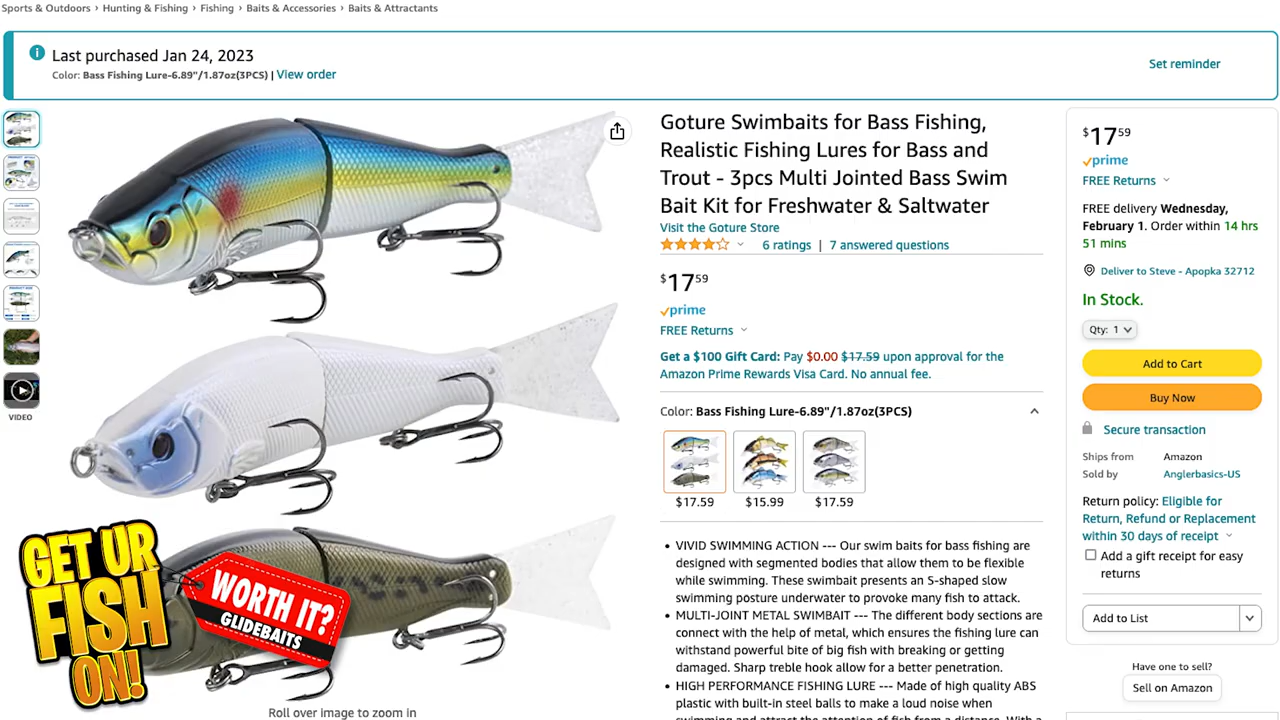 Sports & Outdoors › Hunting & Fishing › Fishing › Baits & Accessories › Baits & Attractants
Last purchased Jan 24, 2023
Color: Bass Fishing Lure-6.89"/1.87oz(3PCS) | View order
Set reminder
VIDEO
GET UR
FISH
ON!
WORTH IT?
GLIDEBAITS
Roll over image to zoom in
Goture Swimbaits for Bass Fishing,
Realistic Fishing Lures for Bass and
Trout - 3pcs Multi Jointed Bass Swim
Bait Kit for Freshwater & Saltwater
Visit the Goture Store
6 ratings | 7 answered questions
$1759
prime
FREE Returns
Get a $100 Gift Card: Pay $0.00 $17.59 upon approval for the
Amazon Prime Rewards Visa Card. No annual fee.
Color: Bass Fishing Lure-6.89"/1.87oz(3PCS)
$17.59 $15.99 $17.59
• VIVID SWIMMING ACTION --- Our swim baits for bass fishing are
designed with segmented bodies that allow them to be flexible
while swimming. These swimbait presents an S-shaped slow
swimming posture underwater to provoke many fish to attack.
• MULTI-JOINT METAL SWIMBAIT --- The different body sections are
connect with the help of metal, which ensures the fishing lure can
withstand powerful bite of big fish with breaking or getting
damaged. Sharp treble hook allow for a better penetration.
• HIGH PERFORMANCE FISHING LURE --- Made of high quality ABS
plastic with built-in steel balls to make a loud noise when
swimming and attract the attention of fish from a distance. With a
$1759
prime
FREE Returns
FREE delivery Wednesday,
February 1. Order within 14 hrs
51 mins
Deliver to Steve - Apopka 32712
In Stock.
Qty: 1
Add to Cart
Buy Now
Secure transaction
Ships from Amazon
Sold by Anglerbasics-US
Return policy: Eligible for
Return, Refund or Replacement
within 30 days of receipt
Add a gift receipt for easy
returns
Add to List
Have one to sell?
Sell on Amazon